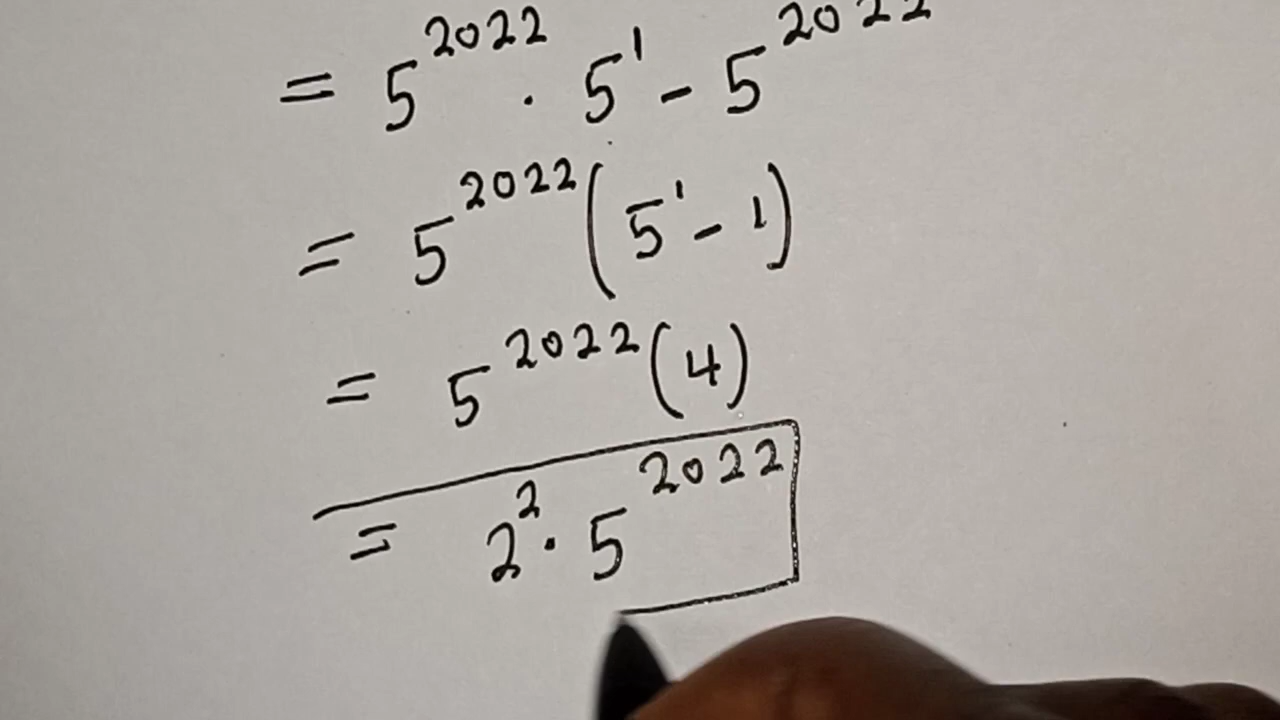 = 5^2022 · 5^1 - 5^2022
= 5^2022 (5^1 - 1)
= 5^2022 (4)
= 2^2 · 5^2022